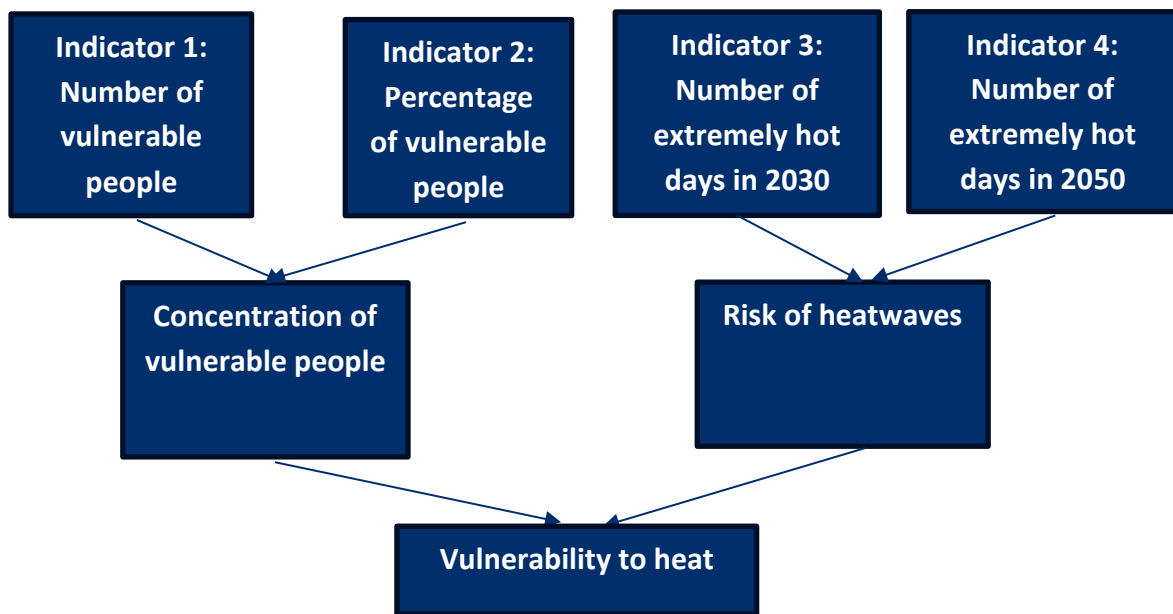 Indicator 1:
Number of
vulnerable
people
Indicator 2:
Percentage
of vulnerable
people
Indicator 3:
Number of
extremely hot
days in 2030
Indicator 4:
Number of
extremely hot
days in 2050
Concentration of
vulnerable people
Risk of heatwaves
Vulnerability to heat